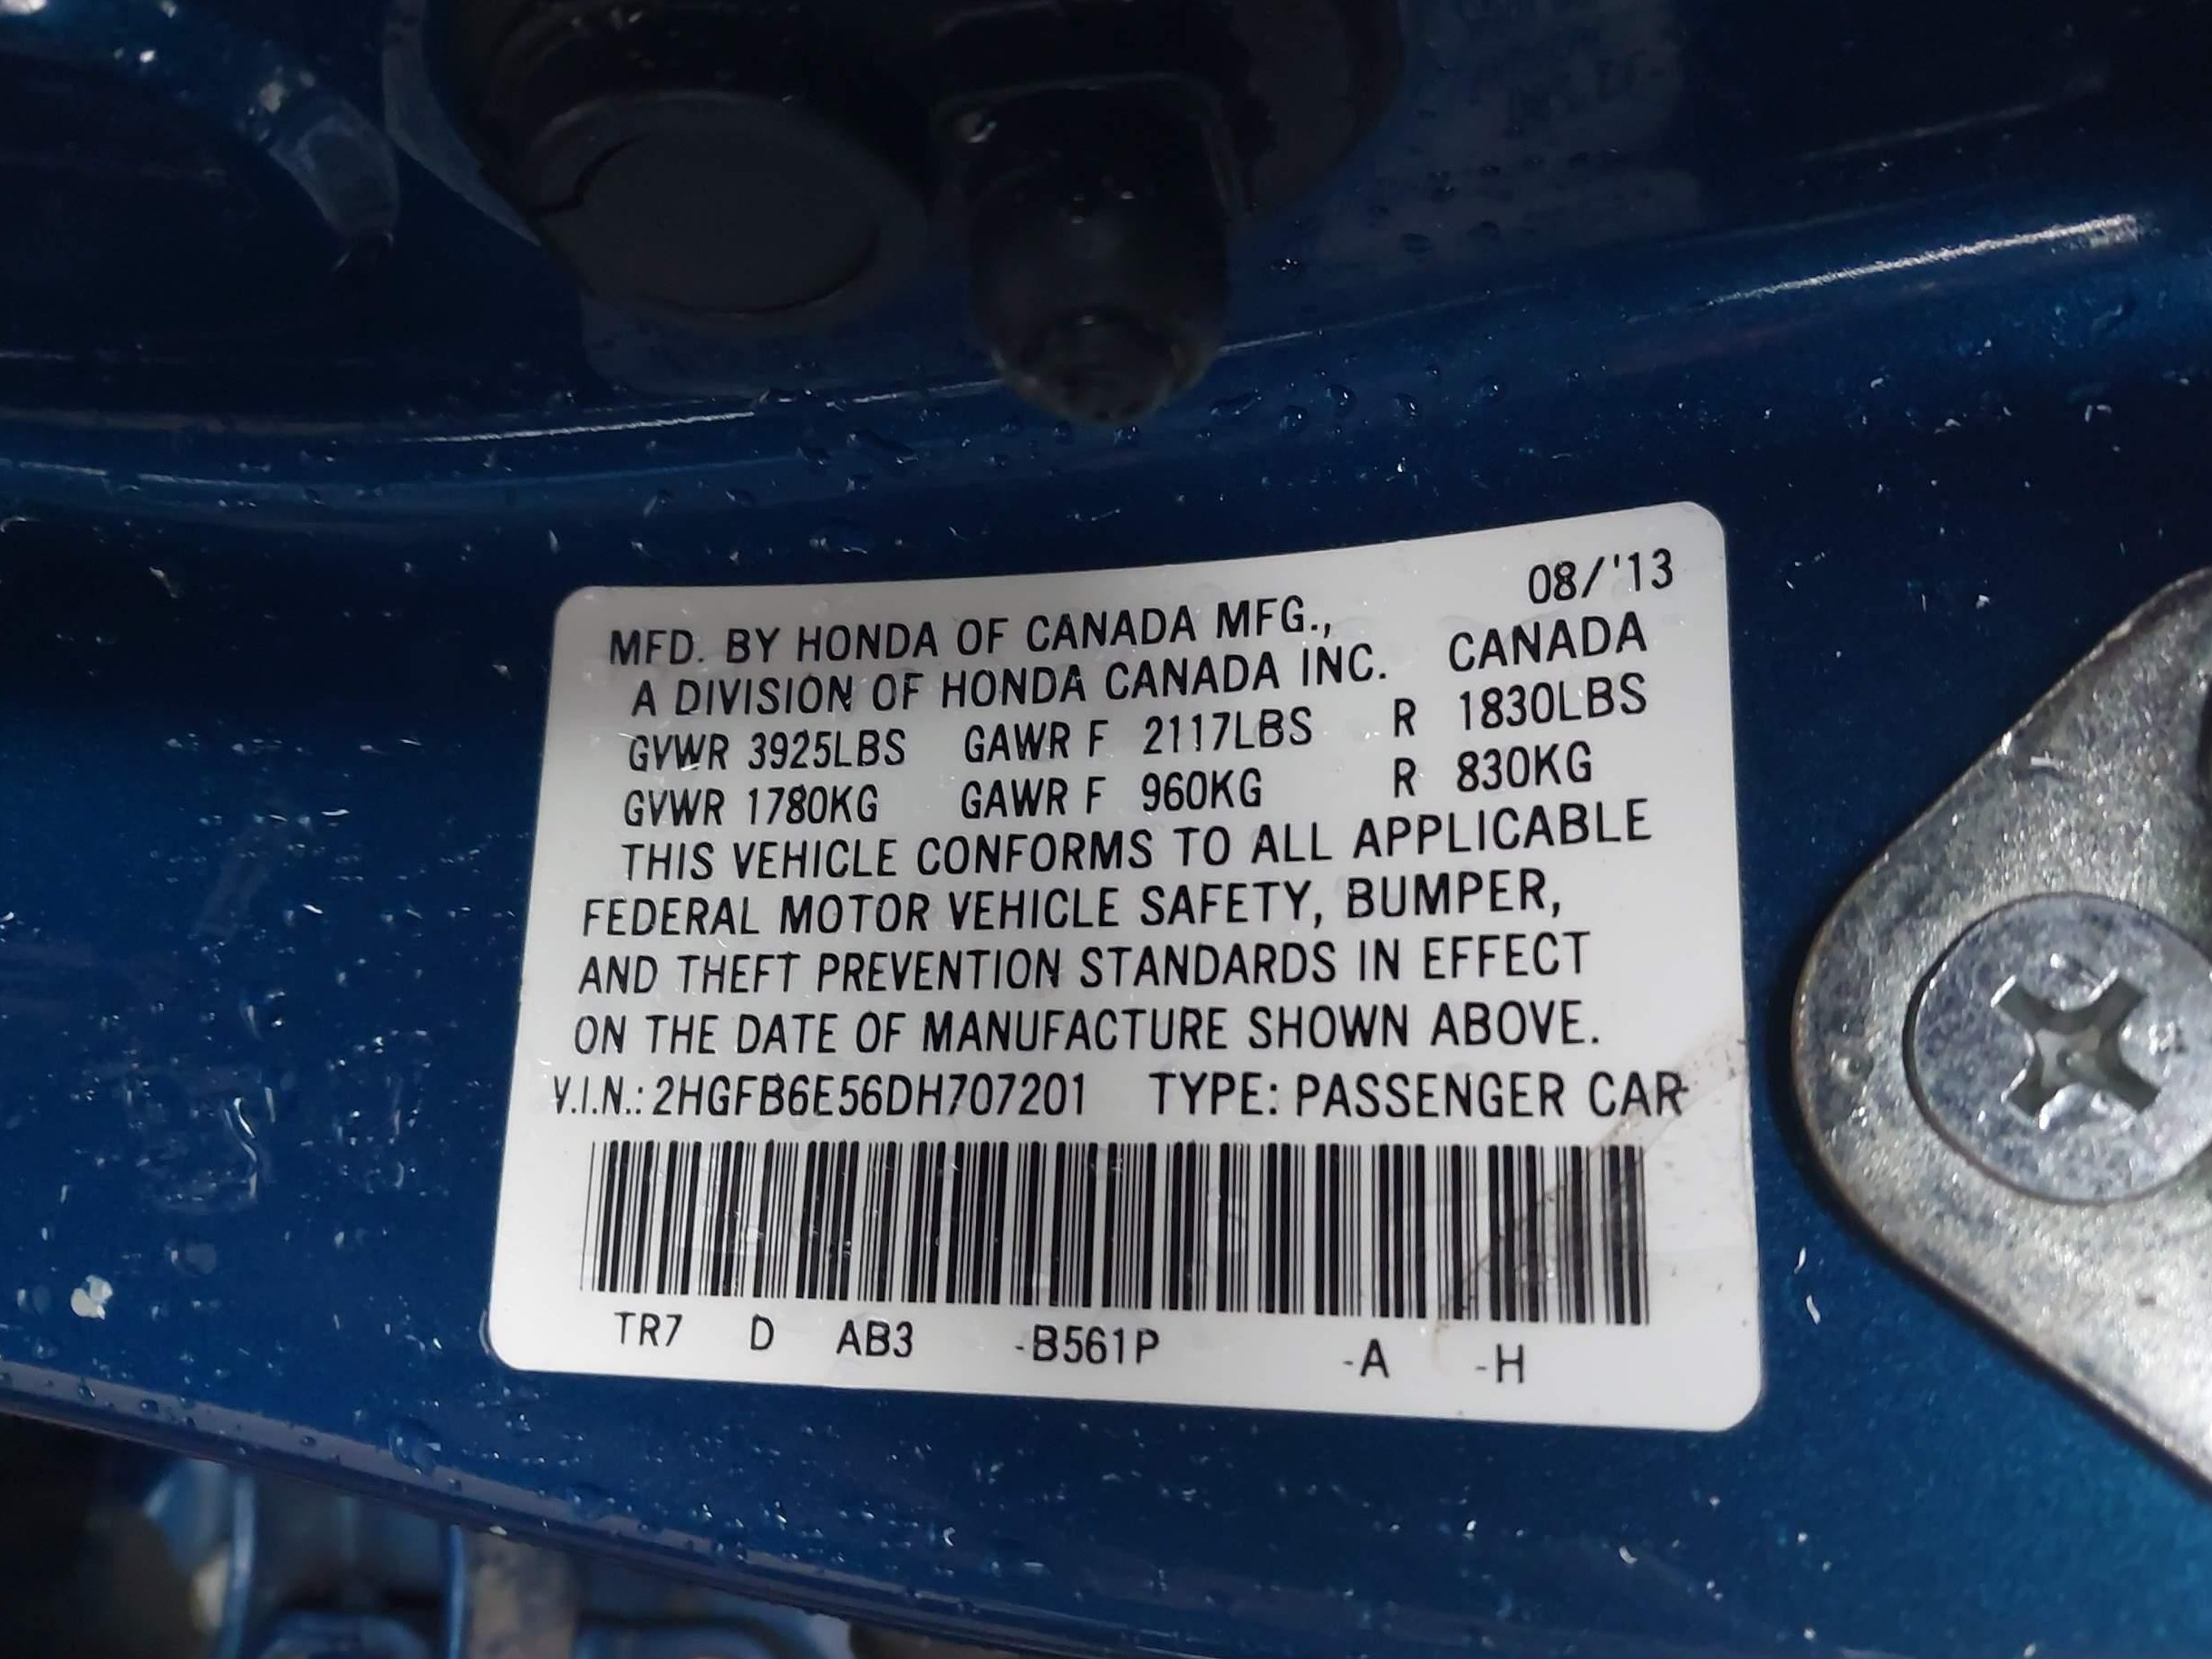 08/'13
MFD. BY HONDA OF CANADA MFG.,
A DIVISION OF HONDA CANADA INC. CANADA
GVWR 3925LBS GAWR F 2117LBS R 1830LBS
GVWR 1780KG GAWR F 960KG R 830KG
THIS VEHICLE CONFORMS TO ALL APPLICABLE
FEDERAL MOTOR VEHICLE SAFETY, BUMPER,
AND THEFT PREVENTION STANDARDS IN EFFECT
ON THE DATE OF MANUFACTURE SHOWN ABOVE.
V.I.N.: 2HGFB6E56DH707201 TYPE: PASSENGER CAR
TR7 D AB3 -B561P -A -H